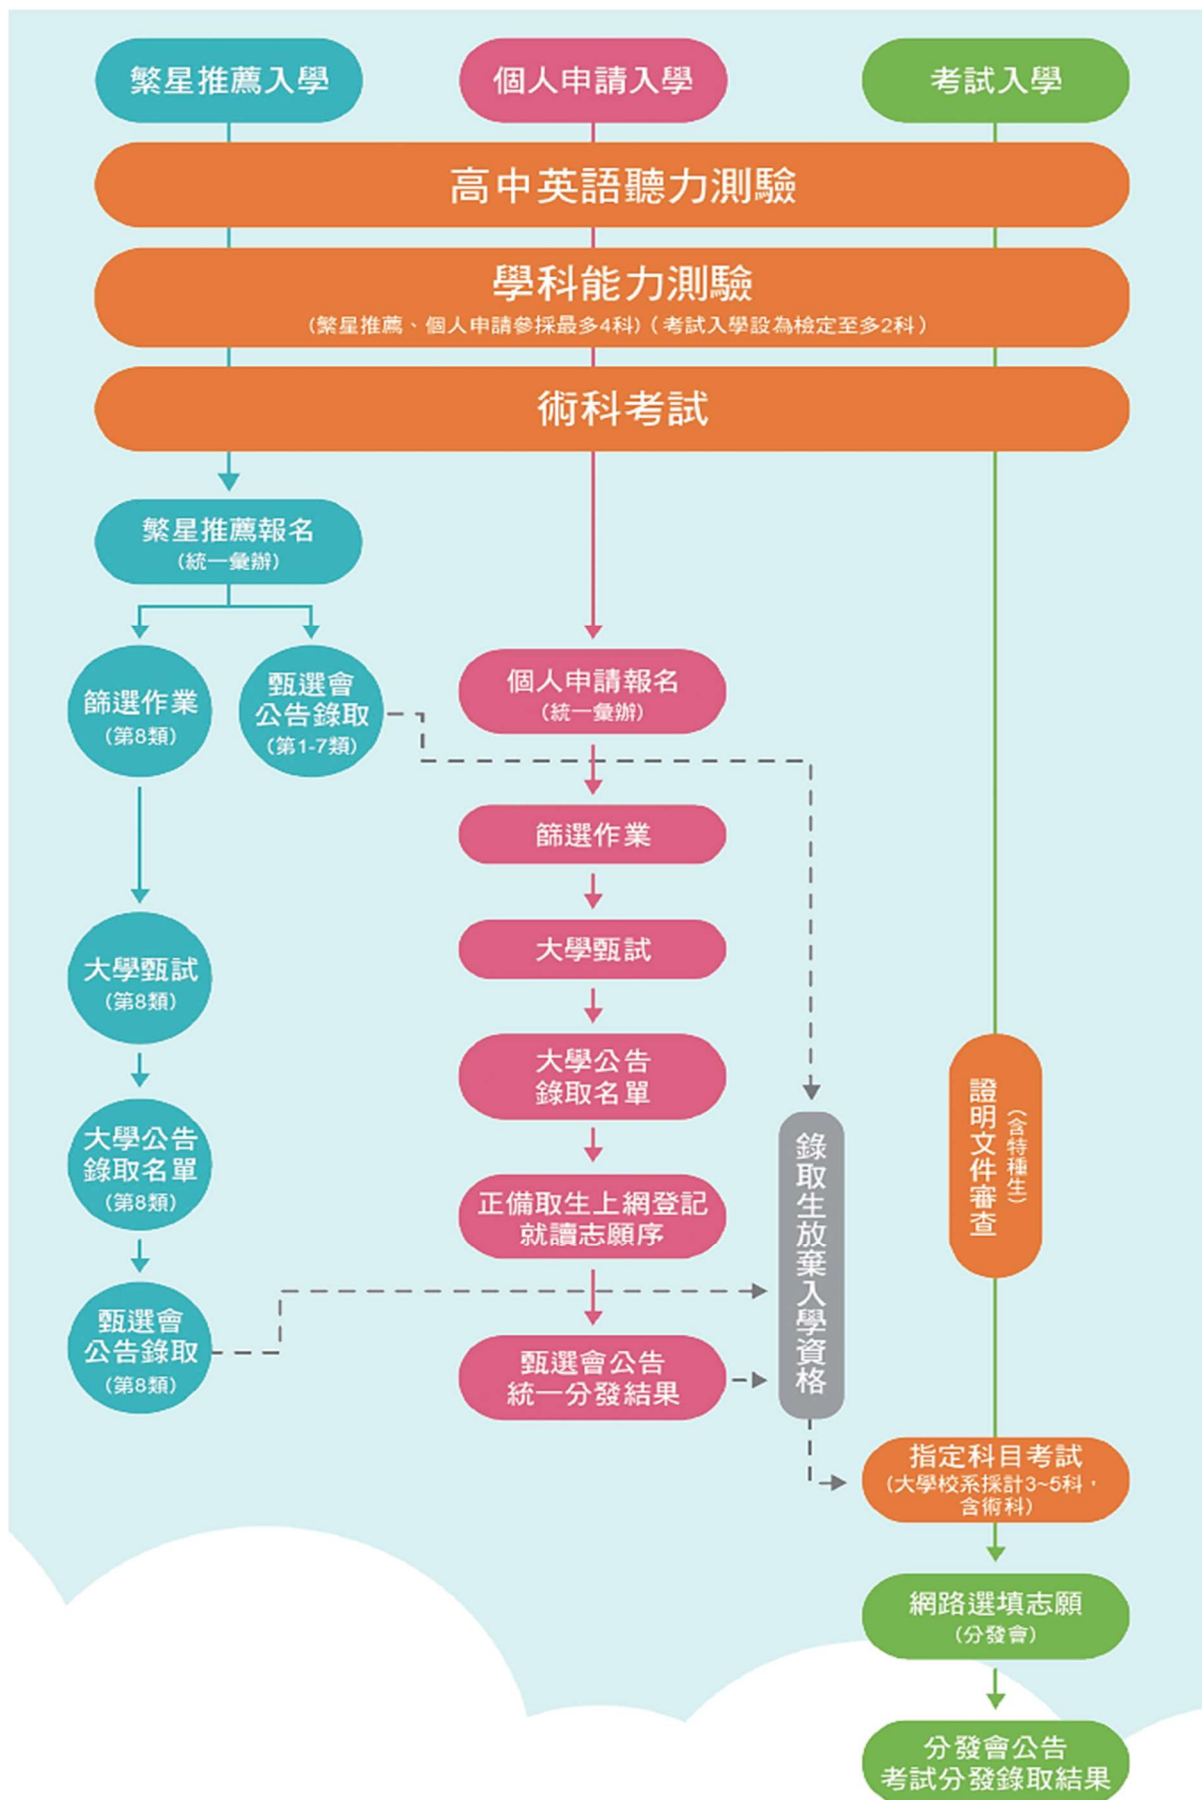 繁星推薦入學
個人申請入學
考試入學
高中英語聽力測驗
學科能力測驗
(繁星推薦、個人申請參採最多4科)（考試入學設為檢定至多2科）
術科考試
繁星推薦報名
(統一彙辦)
篩選作業
(第8類)
甄選會
公告錄取
(第1-7類)
個人申請報名
(統一彙辦)
篩選作業
大學甄試
(第8類)
大學甄試
大學公告
錄取名單
大學公告
錄取名單
(第8類)
正備取生上網登記
就讀志願序
甄選會
公告錄取
(第8類)
甄選會公告
統一分發結果
錄取生放棄入學資格
證明文件審查
(含特種生)
指定科目考試
(大學校系採計3~5科，
含術科)
網路選填志願
(分發會)
分發會公告
考試分發錄取結果